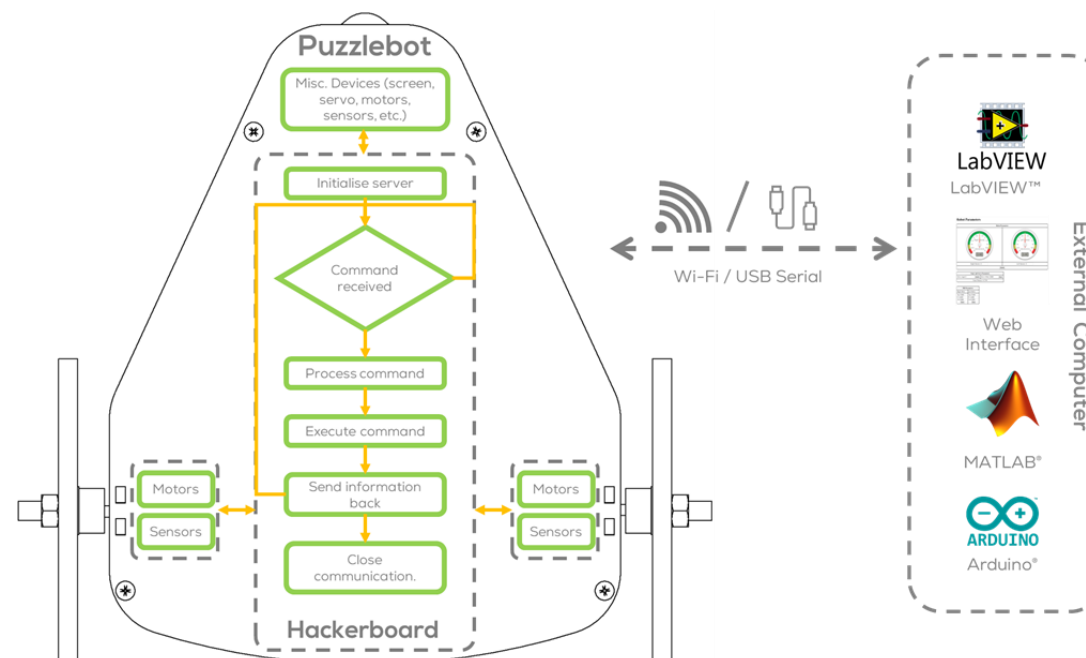 Puzzlebot
Misc. Devices (screen,
servo, motors,
sensors, etc.)
Initialise server
Command
received
Process command
Execute command
Send information
back
Close
communication.
Hackerboard
Motors
Sensors
Motors
Sensors
Wi-Fi / USB Serial
LabVIEW
LabVIEW™
Web
Interface
MATLAB®
ARDUINO
Arduino®
External Computer